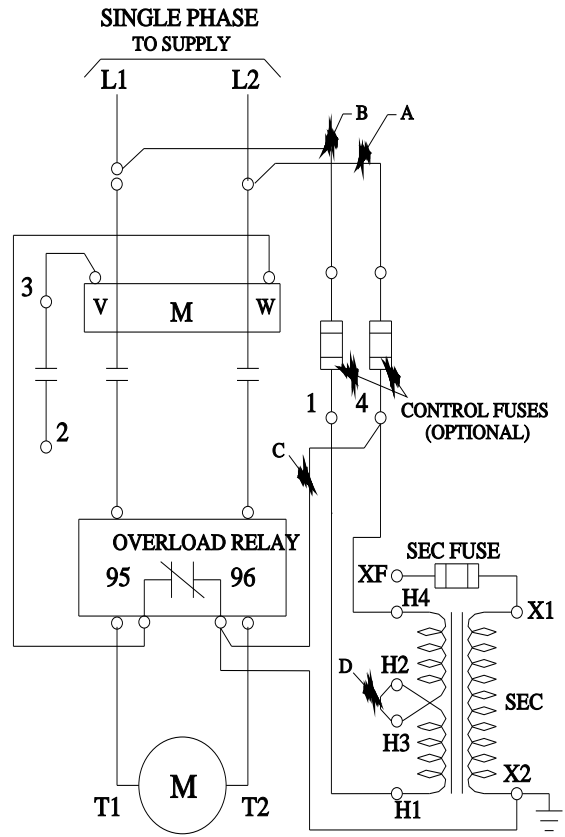 SINGLE PHASE
TO SUPPLY
L1 L2
B A
3
V M W
2
1 4
CONTROL FUSES
(OPTIONAL)
C
OVERLOAD RELAY
95 96
SEC FUSE
XF
H4 X1
D H2
SEC
H3
X2
H1
T1 M T2